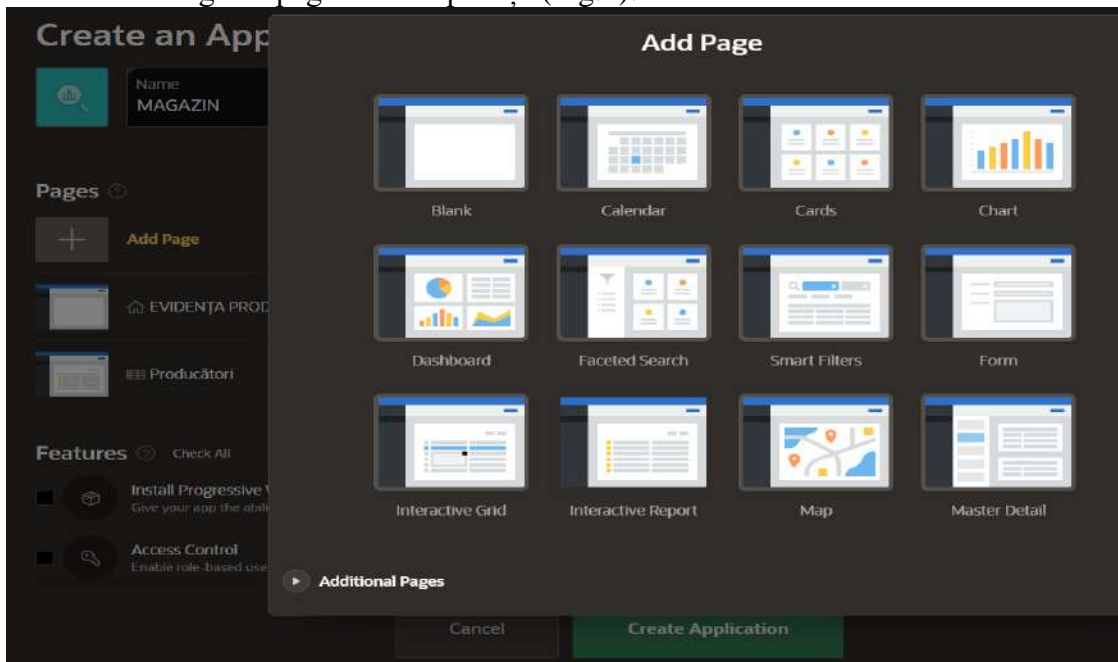 Create an App
Name
MAGAZIN
Pages
Add Page
EVIDENȚA PROD
Producători
Features
Check All
Install Progressive
Give your app the abili
Access Control
Enable role-based use
Add Page
Blank
Calendar
Cards
Chart
Dashboard
Faceted Search
Smart Filters
Form
Interactive Grid
Interactive Report
Map
Master Detail
Additional Pages
Cancel
Create Application